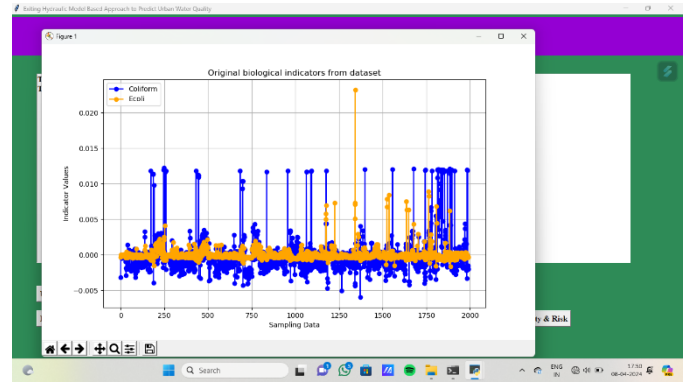 Exiting Hydraulic Model Based Approach to Predict Urban Water Quality
Figure 1
Original biological indicators from dataset
Coliform
Ecoli
0.020
0.015
0.010
0.005
0.000
−0.005
Indicator Values
0
250
500
750
1000
1250
1500
1750
2000
Sampling Data
ty & Risk
Search
ENG
IN
17:50
08-04-2024